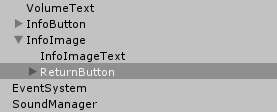 VolumeText
InfoButton
InfoImage
InfoImageText
ReturnButton
EventSystem
SoundManager